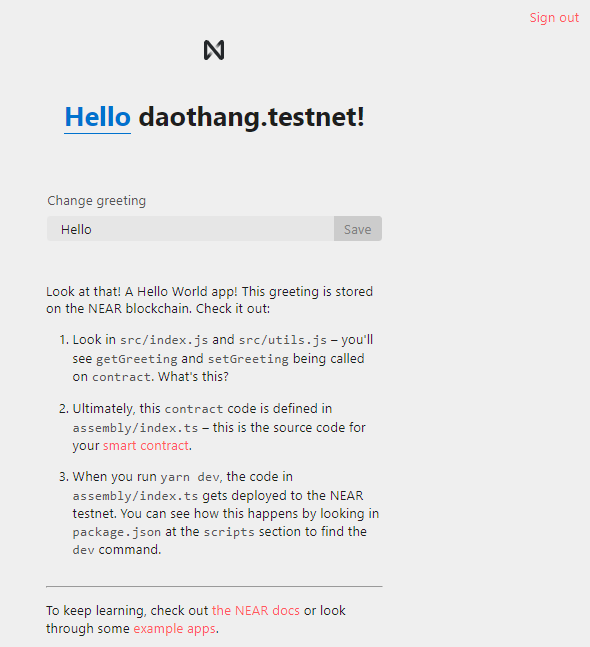 Sign out
Hello daothang.testnet!
Change greeting
Hello
Save
Look at that! A Hello World app! This greeting is stored
on the NEAR blockchain. Check it out:
1. Look in src/index.js and src/utils.js – you'll
see getGreeting and setGreeting being called
on contract. What's this?
2. Ultimately, this contract code is defined in
assembly/index.ts – this is the source code for
your smart contract.
3. When you run yarn dev, the code in
assembly/index.ts gets deployed to the NEAR
testnet. You can see how this happens by looking in
package.json at the scripts section to find the
dev command.
To keep learning, check out the NEAR docs or look
through some example apps.